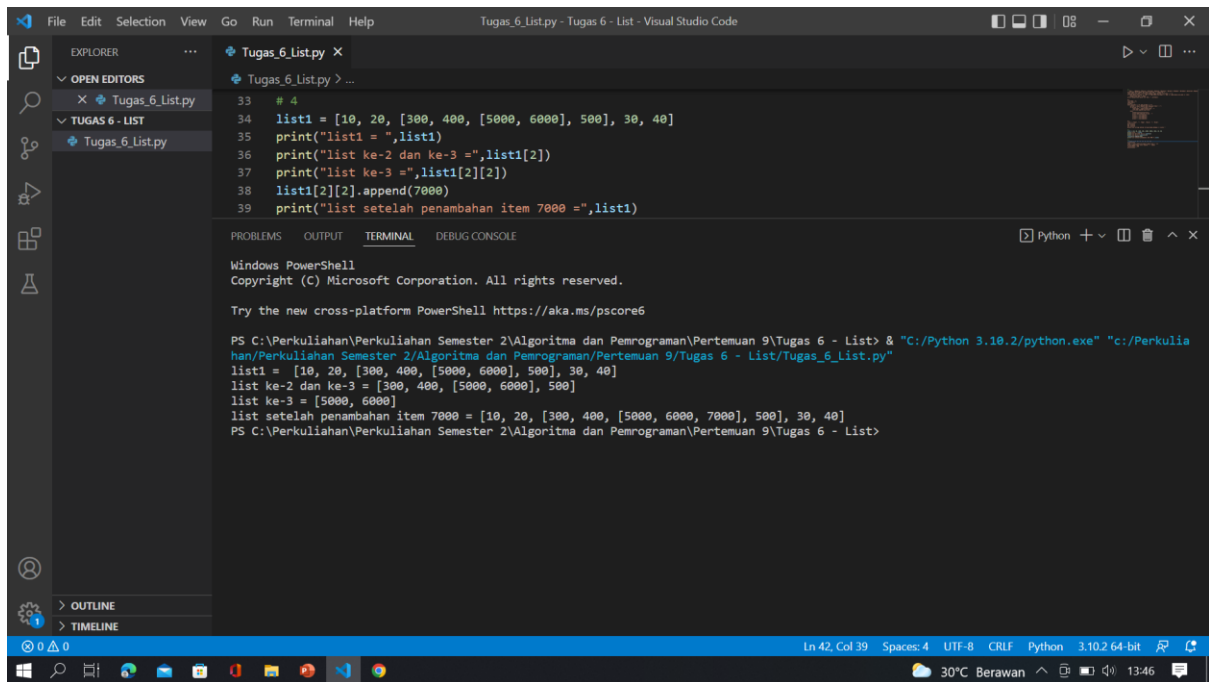 File Edit Selection View Go Run Terminal Help
Tugas_6_List.py - Tugas 6 - List - Visual Studio Code
EXPLORER
OPEN EDITORS
Tugas_6_List.py
TUGAS 6 - LIST
Tugas_6_List.py
OUTLINE
TIMELINE
Tugas_6_List.py
Tugas_6_List.py > ...
33 # 4
34 list1 = [10, 20, [300, 400, [5000, 6000], 500], 30, 40]
35 print("list1 = ",list1)
36 print("list ke-2 dan ke-3 =",list1[2])
37 print("list ke-3 =",list1[2][2])
38 list1[2][2].append(7000)
39 print("list setelah penambahan item 7000 =",list1)
PROBLEMS OUTPUT TERMINAL DEBUG CONSOLE
Python
Windows PowerShell
Copyright (C) Microsoft Corporation. All rights reserved.
Try the new cross-platform PowerShell https://aka.ms/pscore6
PS C:\Perkuliahan\Perkuliahan Semester 2\Algoritma dan Pemrograman\Pertemuan 9\Tugas 6 - List> & "C:/Python 3.10.2/python.exe" "c:/Perkulia
han/Perkuliahan Semester 2/Algoritma dan Pemrograman/Pertemuan 9/Tugas 6 - List/Tugas_6_List.py"
list1 =  [10, 20, [300, 400, [5000, 6000], 500], 30, 40]
list ke-2 dan ke-3 = [300, 400, [5000, 6000], 500]
list ke-3 = [5000, 6000]
list setelah penambahan item 7000 = [10, 20, [300, 400, [5000, 6000, 7000], 500], 30, 40]
PS C:\Perkuliahan\Perkuliahan Semester 2\Algoritma dan Pemrograman\Pertemuan 9\Tugas 6 - List>
1
0 0
Ln 42, Col 39 Spaces: 4 UTF-8 CRLF Python 3.10.2 64-bit
30°C Berawan 13:46